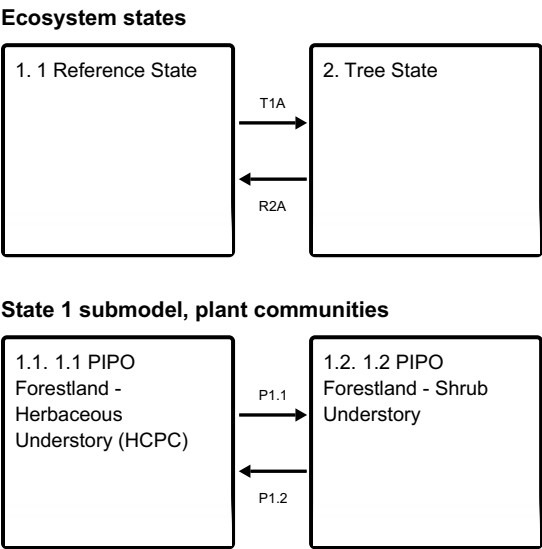 Ecosystem states
1. 1 Reference State
2. Tree State
T1A
R2A
State 1 submodel, plant communities
1.1. 1.1 PIPO
Forestland -
Herbaceous
Understory (HCPC)
P1.1
P1.2
1.2. 1.2 PIPO
Forestland - Shrub
Understory